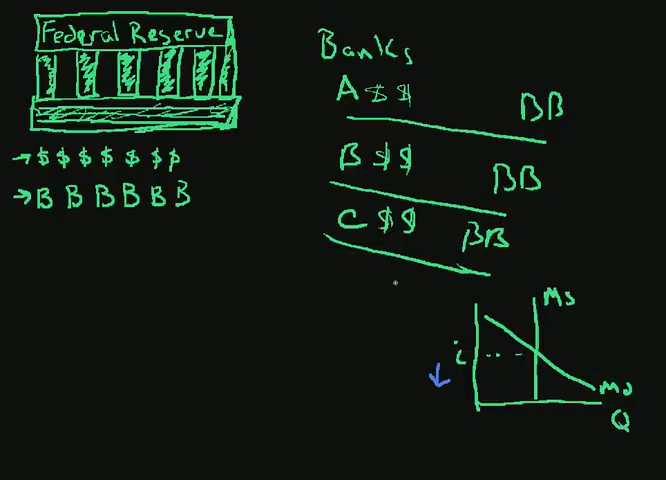 Federal Reserve
→ $ $ $ $ $ $ $
→ B B B B B B
Banks
A $ $ BB
B $ $ BB
C $ $ BB
Ms
i
MD
Q